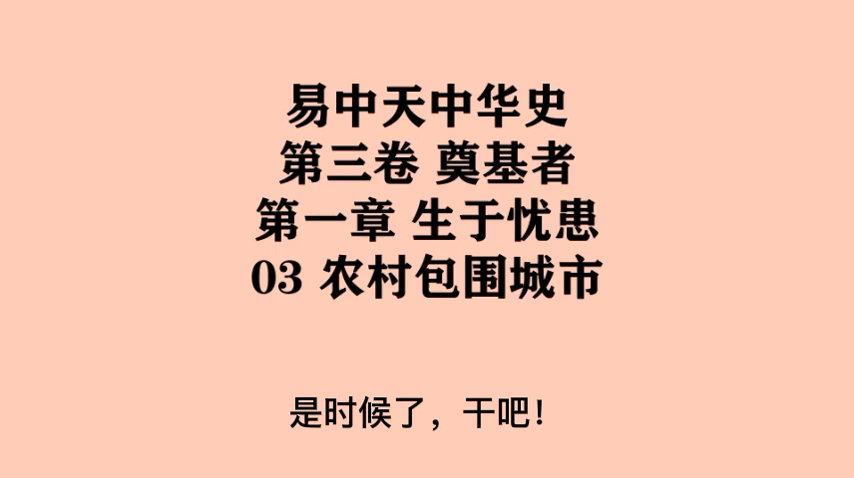 易中天中华史
第三卷 奠基者
第一章 生于忧患
03 农村包围城市
是时候了，干吧！